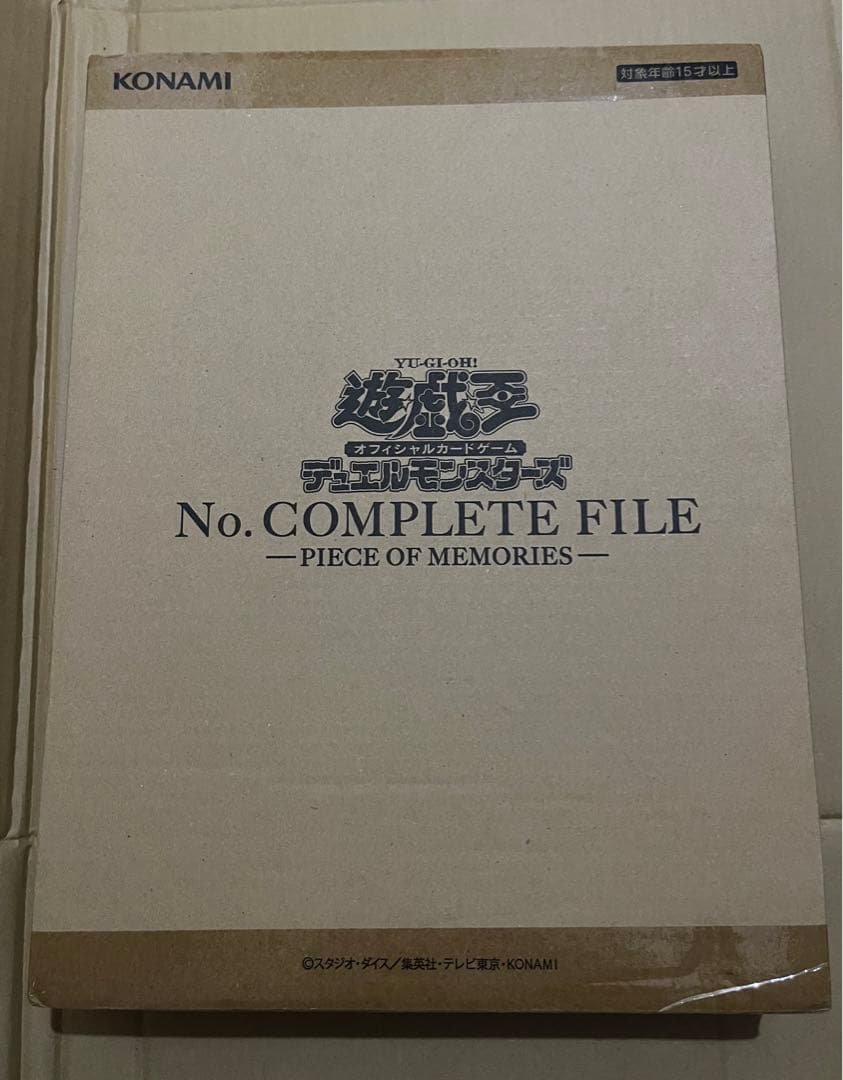 KONAMI
対象年齢15才以上
YU-GI-OH!
遊戯王
オフィシャルカードゲーム
デュエルモンスターズ
No. COMPLETE FILE
—PIECE OF MEMORIES—
©スタジオ・ダイス／集英社・テレビ東京・KONAMI